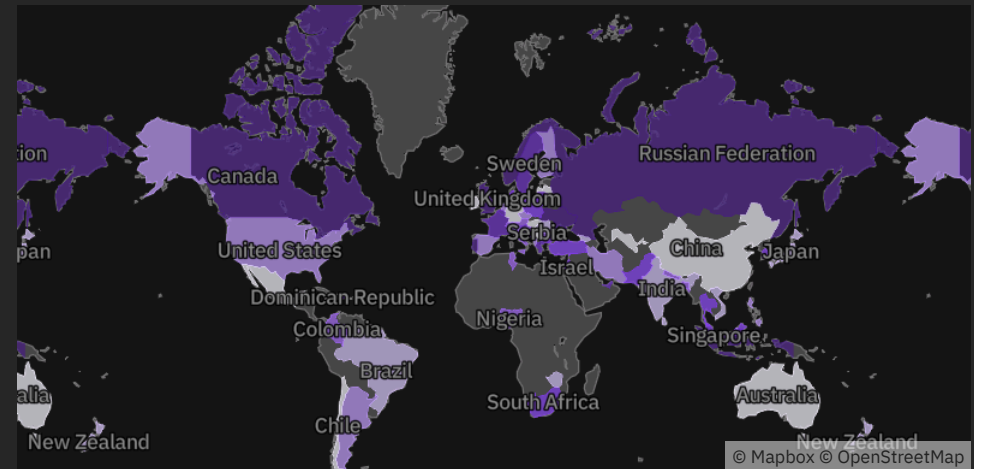 Sweden
tion
Russian Federation
Canada
United Kingdom
Serbia
pan
United States
China
Japan
Israel
India
Dominican Republic
Nigeria
Colombia
Singapore
Brazil
alia
South Africa
Australia
Chile
New Zealand
New Zealand
© Mapbox © OpenStreetMap